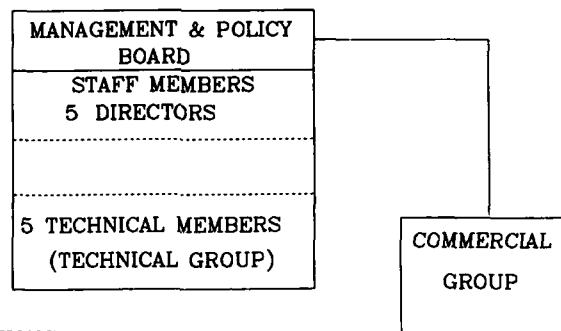 MANAGEMENT & POLICY
BOARD
STAFF MEMBERS
5 DIRECTORS
5 TECHNICAL MEMBERS
(TECHNICAL GROUP)
COMMERCIAL
GROUP